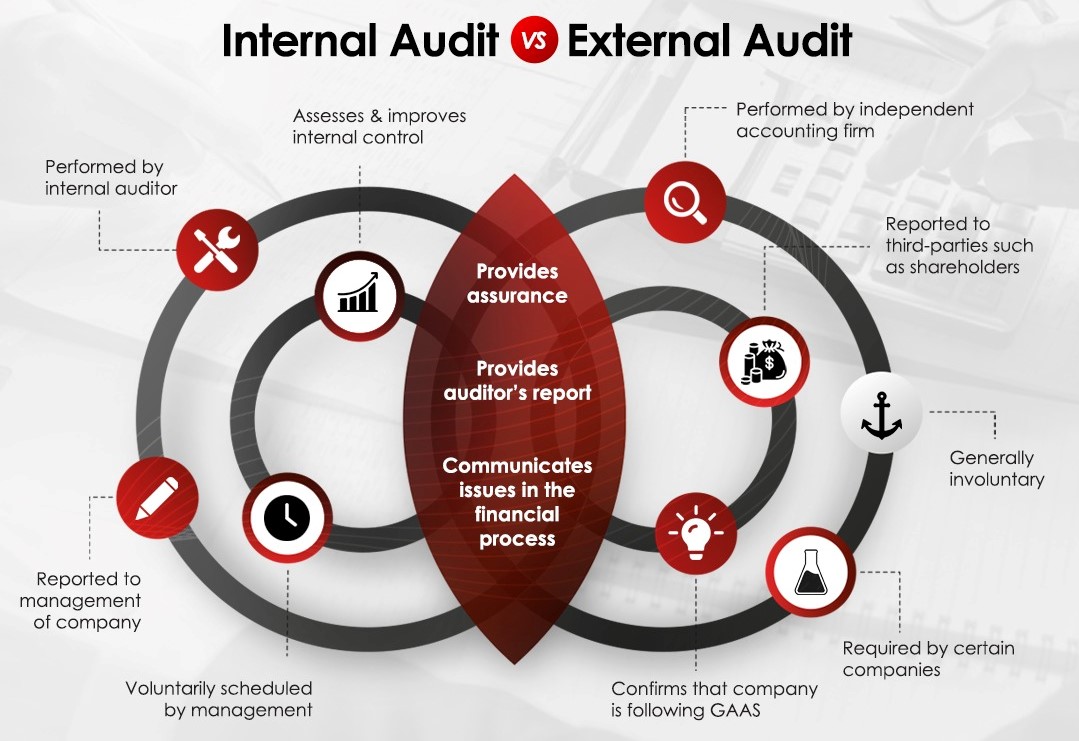 Internal Audit VS External Audit
Assesses & improves
internal control
Performed by
internal auditor
Reported to
management
of company
Voluntarily scheduled
by management
Provides
assurance
Provides
auditor's report
Communicates
issues in the
financial
process
Performed by independent
accounting firm
Reported to
third-parties such
as shareholders
$
Generally
involuntary
Required by certain
companies
Confirms that company
is following GAAS